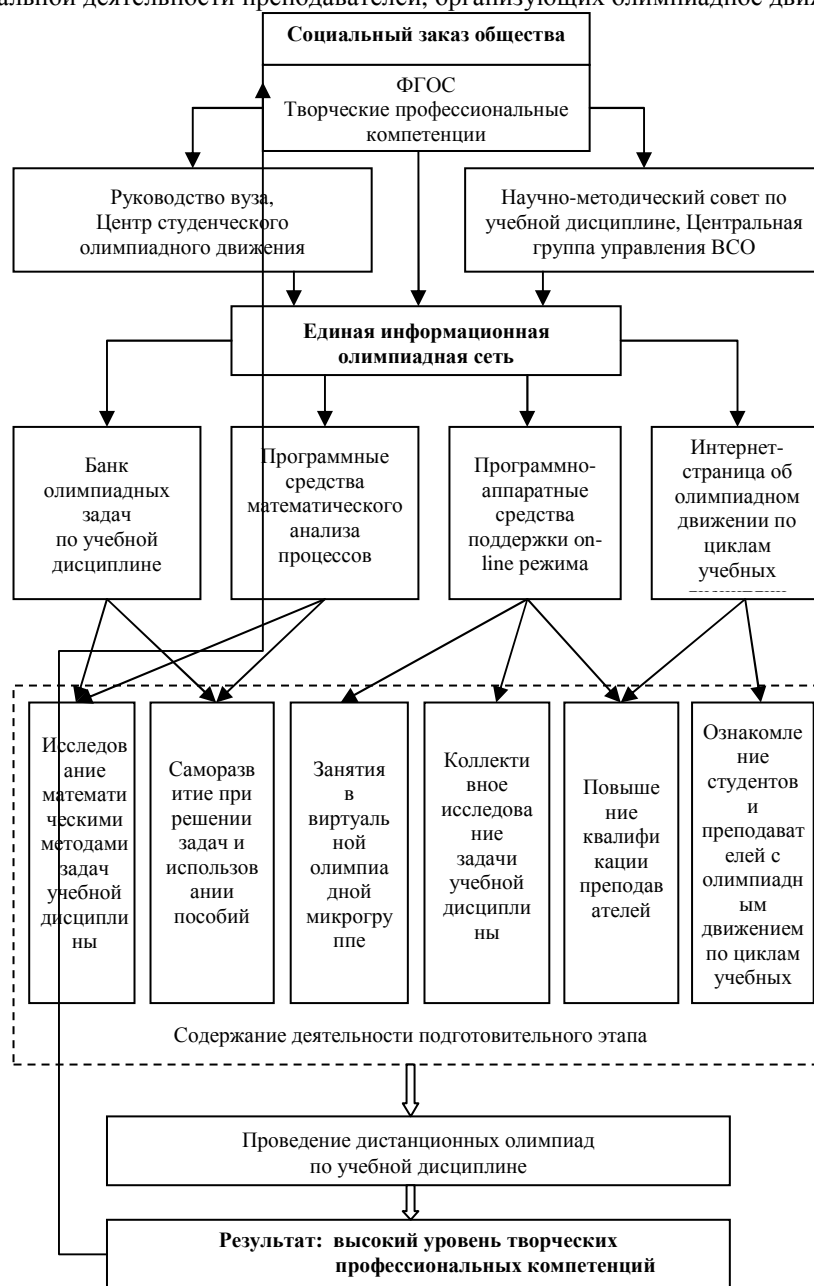 альной деятельности преподавателей, организующих олимпиадное движ
Социальный заказ общества
ФГОС
Творческие профессиональные
компетенции
Руководство вуза,
Центр студенческого
олимпиадного движения
Научно-методический совет по
учебной дисциплине, Центральная
группа управления ВСО
Единая информационная
олимпиадная сеть
Банк
олимпиадных
задач
по учебной
дисциплине
Программные
средства
математического
анализа
процессов
Программно-
аппаратные
средства
поддержки on-
line режима
Интернет-
страница об
олимпиадном
движении по
циклам
учебных
Исследов
ание
математи
ческими
методами
задач
учебной
дисципли
ны
Саморазв
итие при
решении
задач и
использов
ании
пособий
Занятия
в
виртуаль
ной
олимпиа
дной
микрогру
ппе
Коллекти
вное
исследова
ние
задачи
учебной
дисципли
ны
Повыше
ние
квалифи
кации
преподав
ателей
Ознакомле
ние
студентов
и
преподават
елей с
олимпиадн
ым
движением
по циклам
учебных
Содержание деятельности подготовительного этапа
Проведение дистанционных олимпиад
по учебной дисциплине
Результат: высокий уровень творческих
профессиональных компетенций